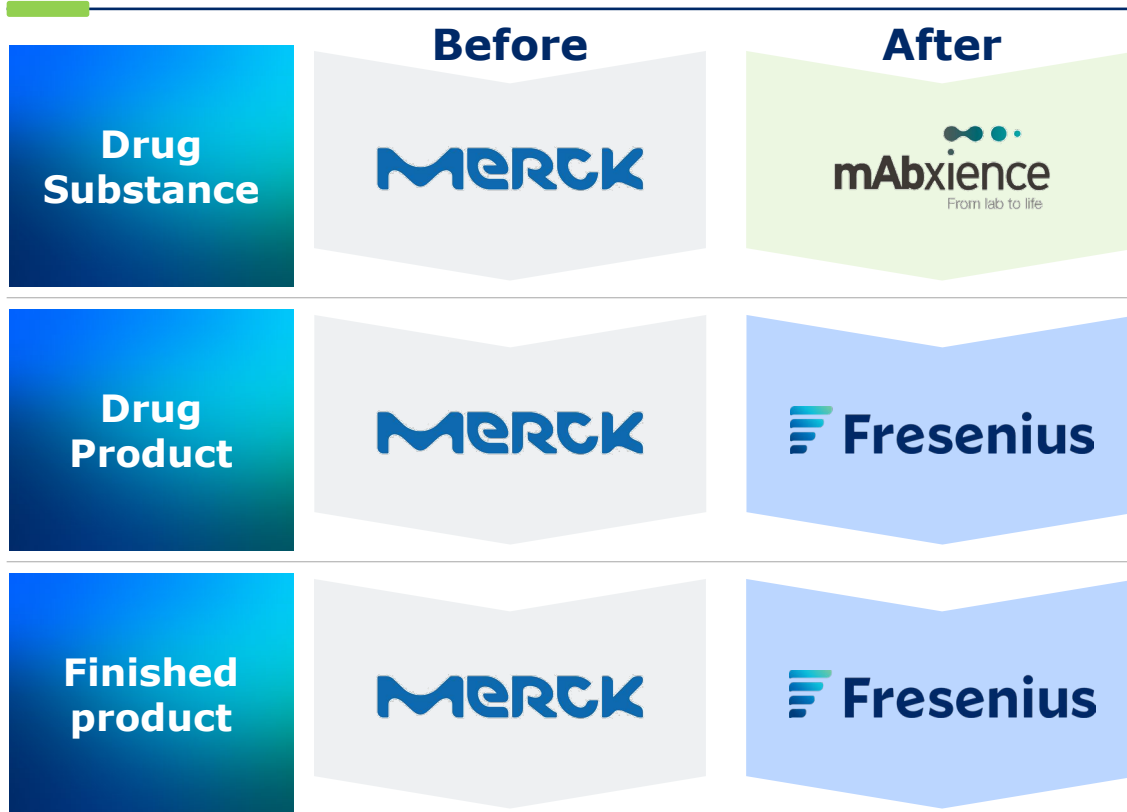 Before After
Drug
Substance
MERCK
mAbxience
From lab to life
Drug
Product
MERCK
Fresenius
Finished
product
MERCK
Fresenius